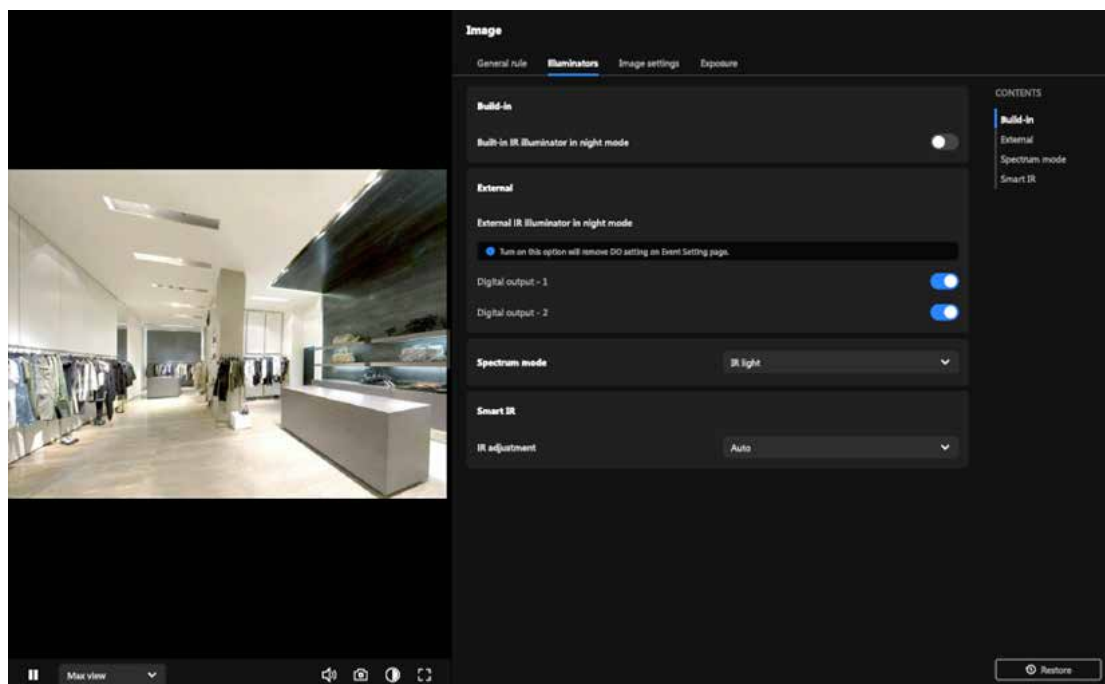 Image
General rule Illuminators Image settings Exposure
Build-in
Built-in IR illuminator in night mode
External
External IR illuminator in night mode
Turn on this option will remove DO setting on Event Setting page.
Digital output - 1
Digital output - 2
Spectrum mode IR light
Smart IR
IR adjustment Auto
CONTENTS
Build-in
External
Spectrum mode
Smart IR
Max view
Restore